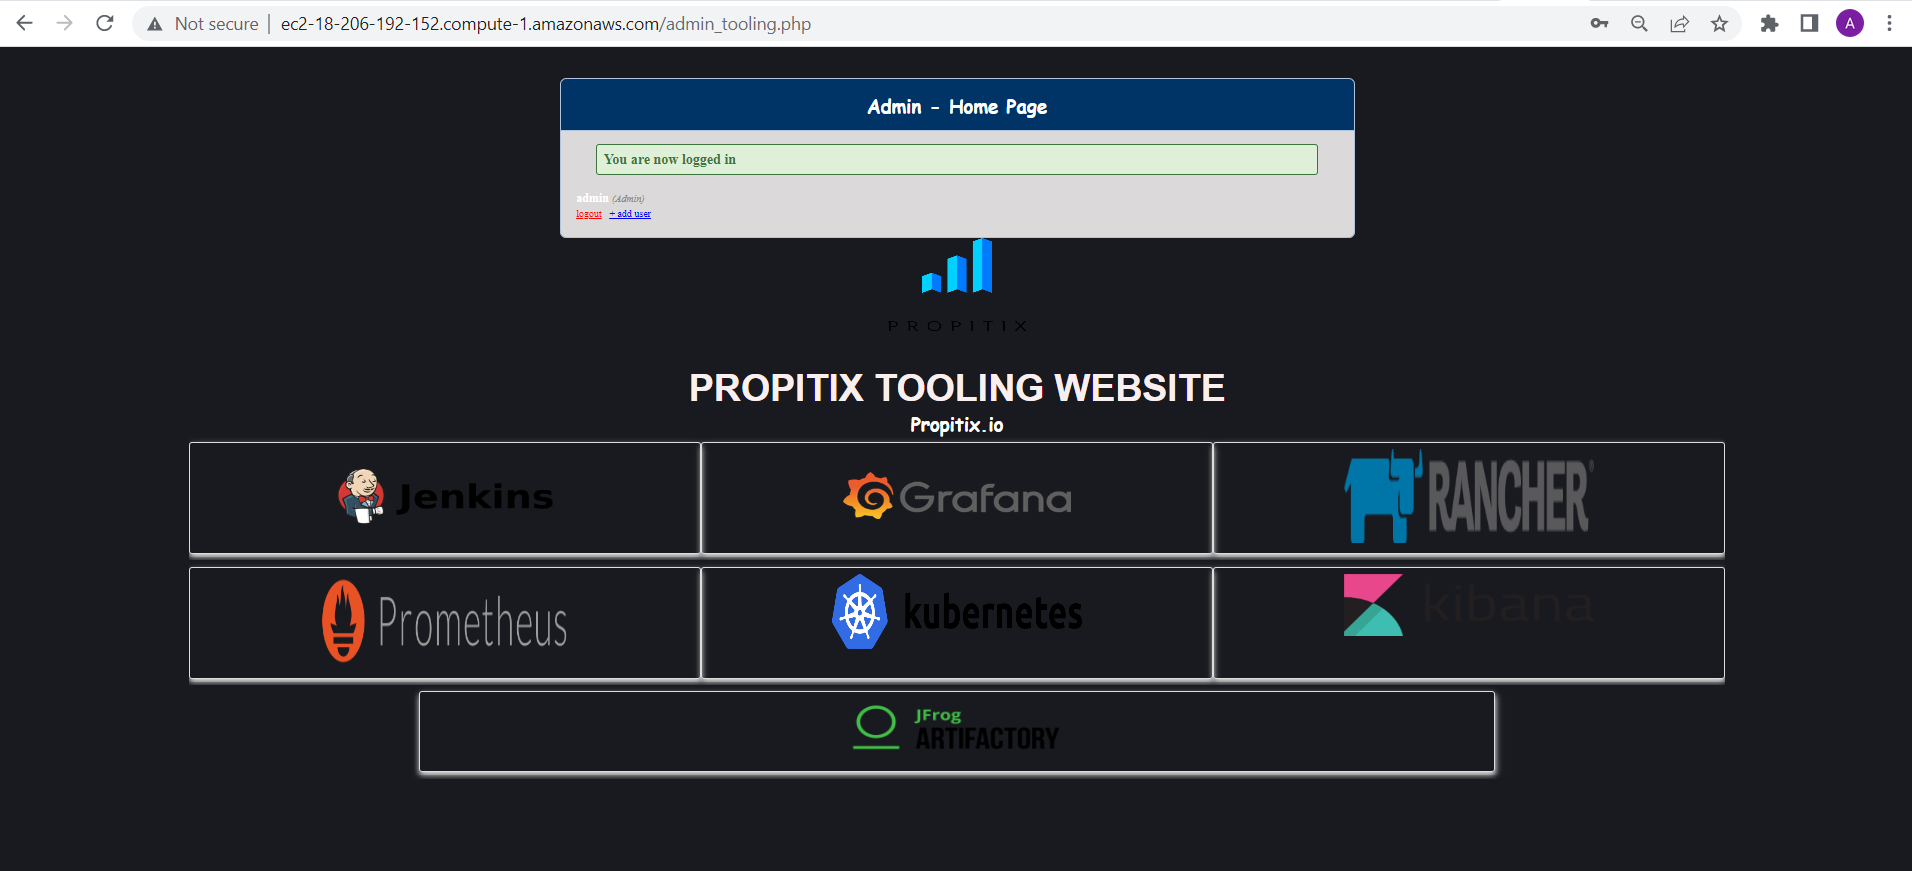 Not secure | ec2-18-206-192-152.compute-1.amazonaws.com/admin_tooling.php
A
Admin - Home Page
You are now logged in
admin (Admin)
logout + add user
PROPITIX
PROPITIX TOOLING WEBSITE
Propitix.io
Jenkins
Grafana
RANCHER®
Prometheus
kubernetes
kibana
JFrog
ARTIFACTORY